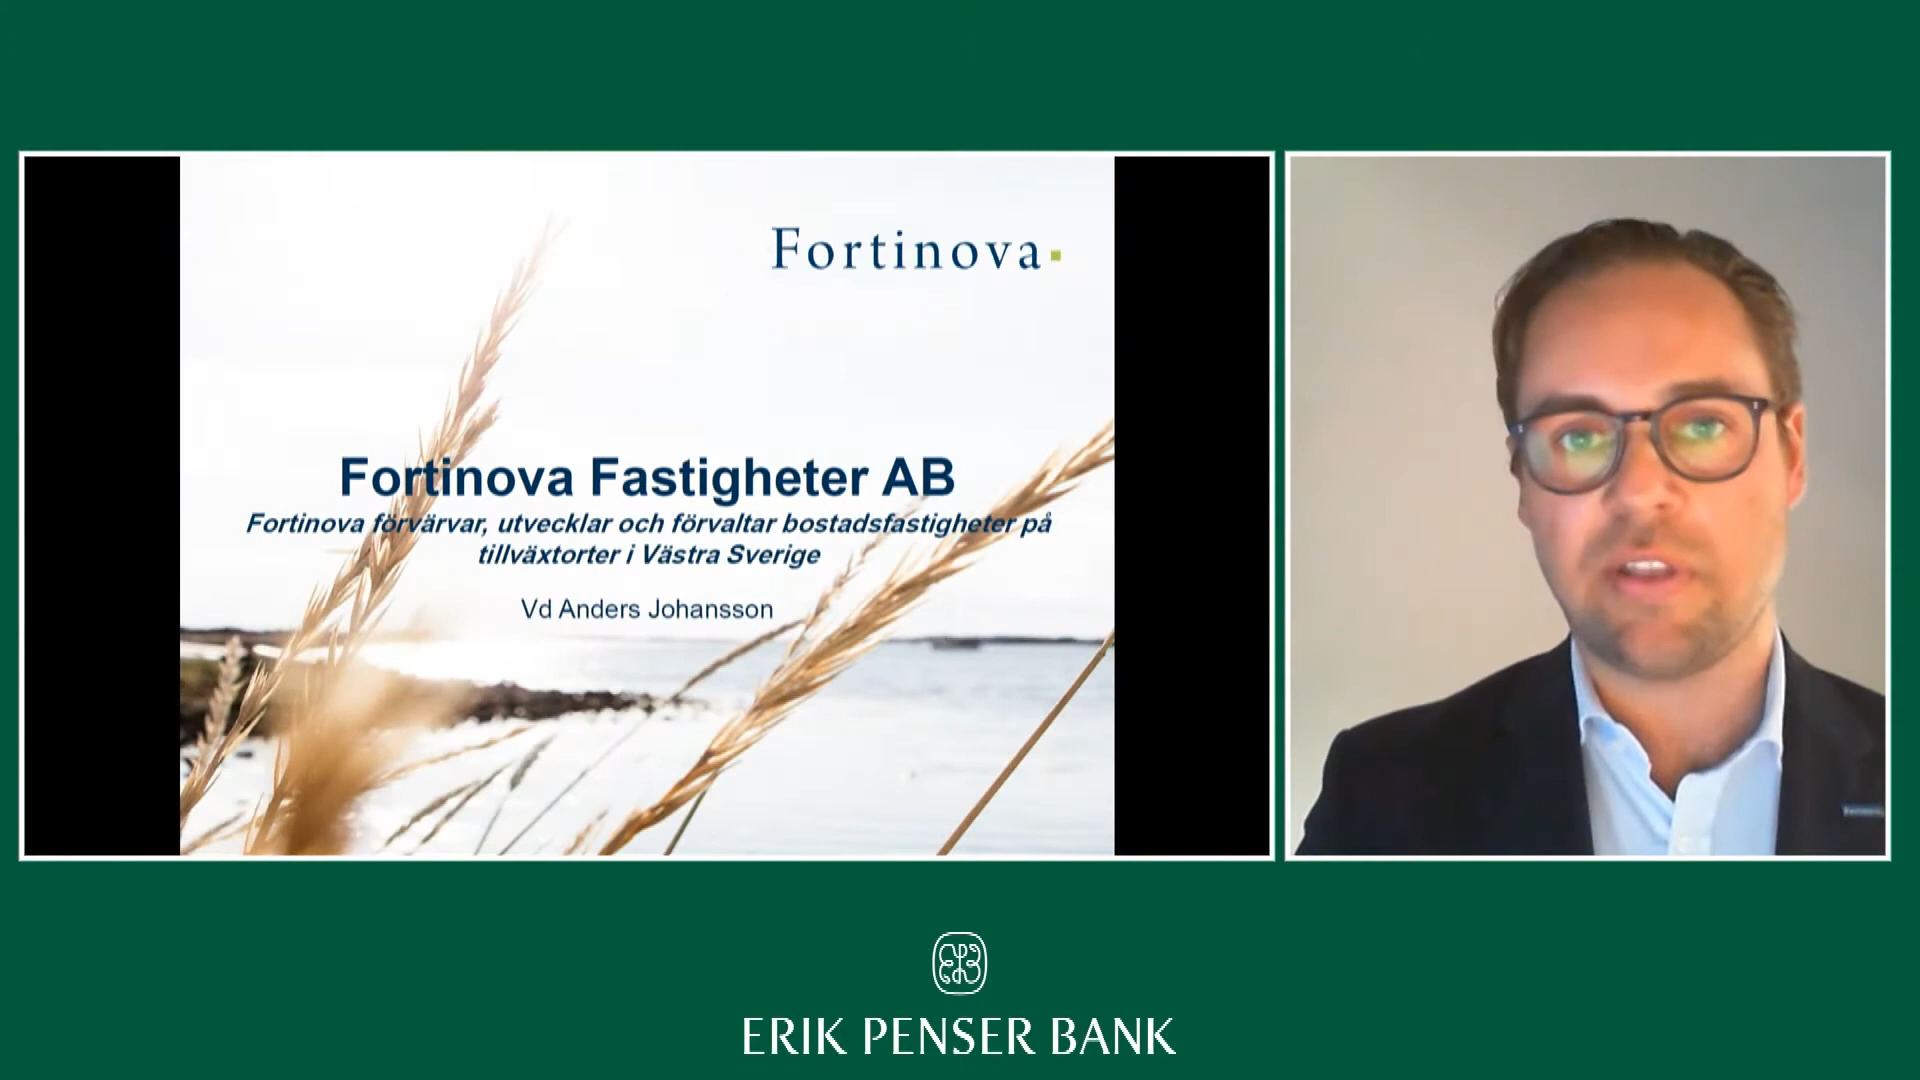 Fortinova
Fortinova Fastigheter AB
Fortinova förvärvar, utvecklar och förvaltar bostadsfastigheter på
tillväxtorter i Västra Sverige
Vd Anders Johansson
ERIK PENSER BANK